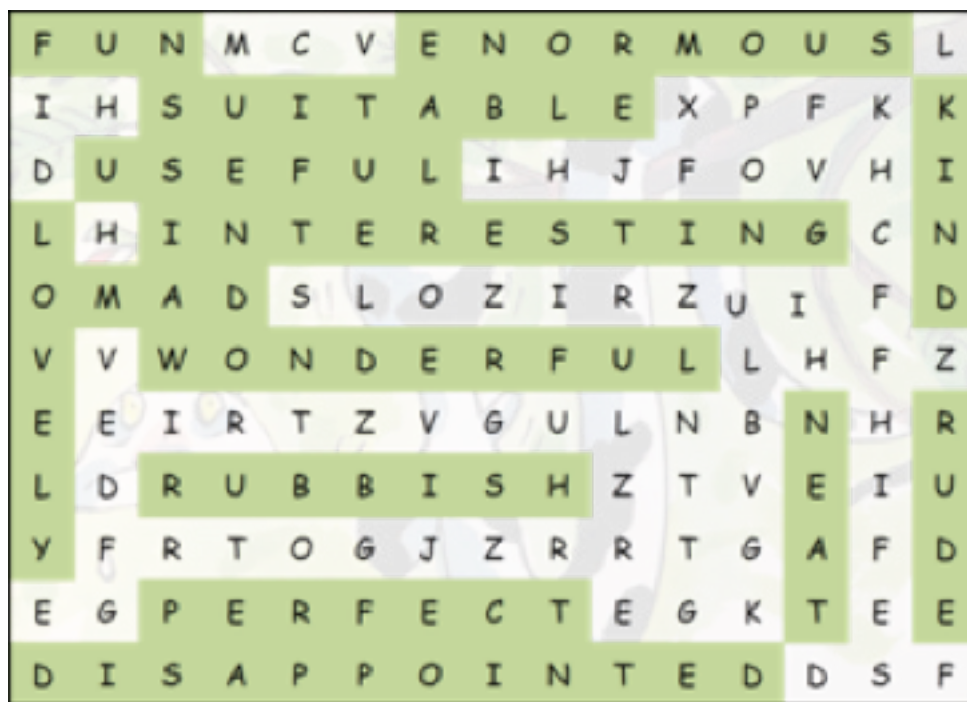 F U N M C V E N O R M O U S L
I H S U I T A B L E X P F K K
D U S E F U L I H J F O V H I
L H I N T E R E S T I N G C N
O M A D S L O Z I R Z U I F D
V V W O N D E R F U L L H F Z
E E I R T Z V G U L N B N H R
L D R U B B I S H Z T V E I U
Y F R T O G J Z R R T G A F D
E G P E R F E C T E G K T E E
D I S A P P O I N T E D D S F